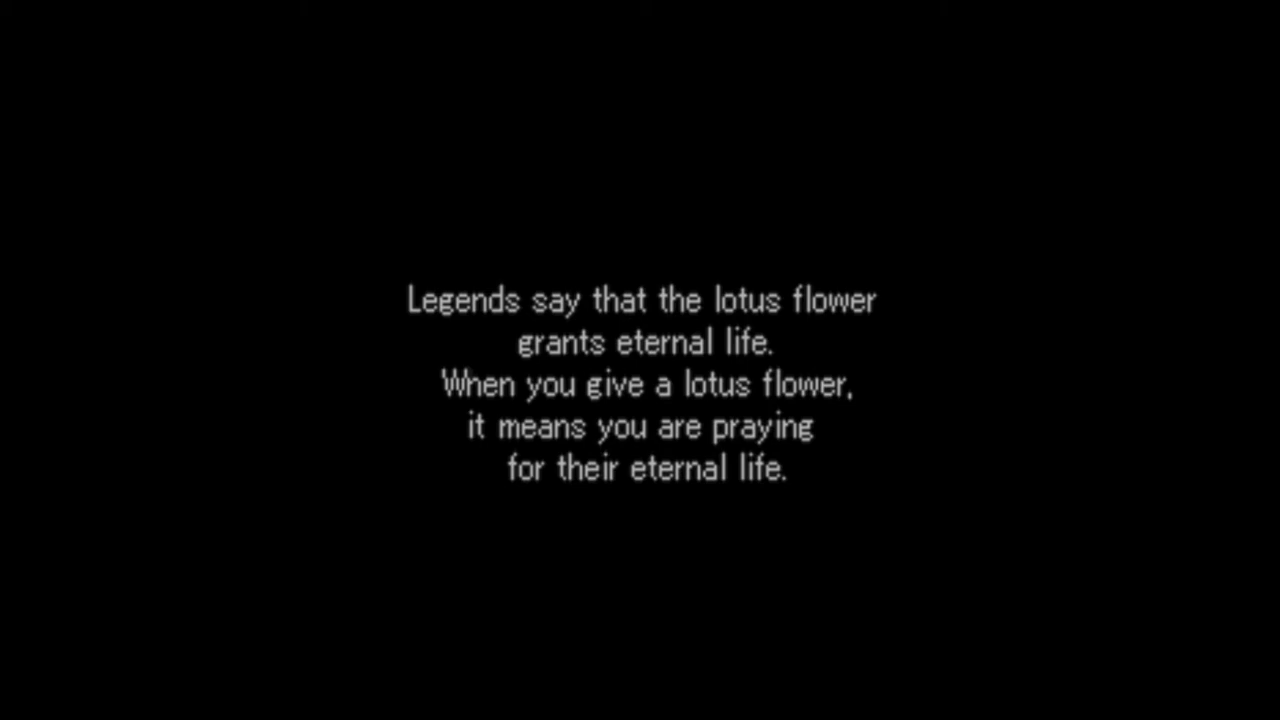 Legends say that the lotus flower
grants eternal life.
When you give a lotus flower,
it means you are praying
for their eternal life.